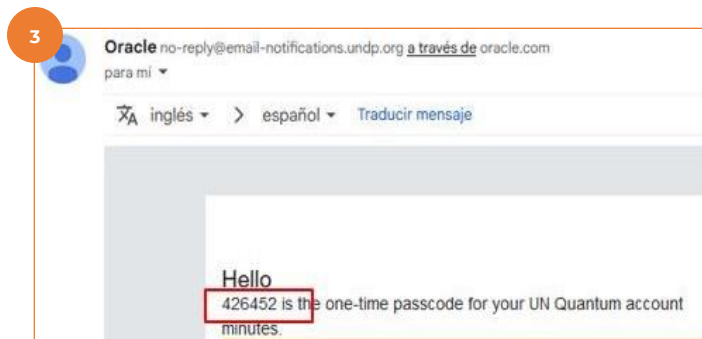 3
Oracle no-reply@email-notifications.undp.org a través de oracle.com
para mí
inglés > español Traducir mensaje
Hello
426452 is the one-time passcode for your UN Quantum account
minutes.